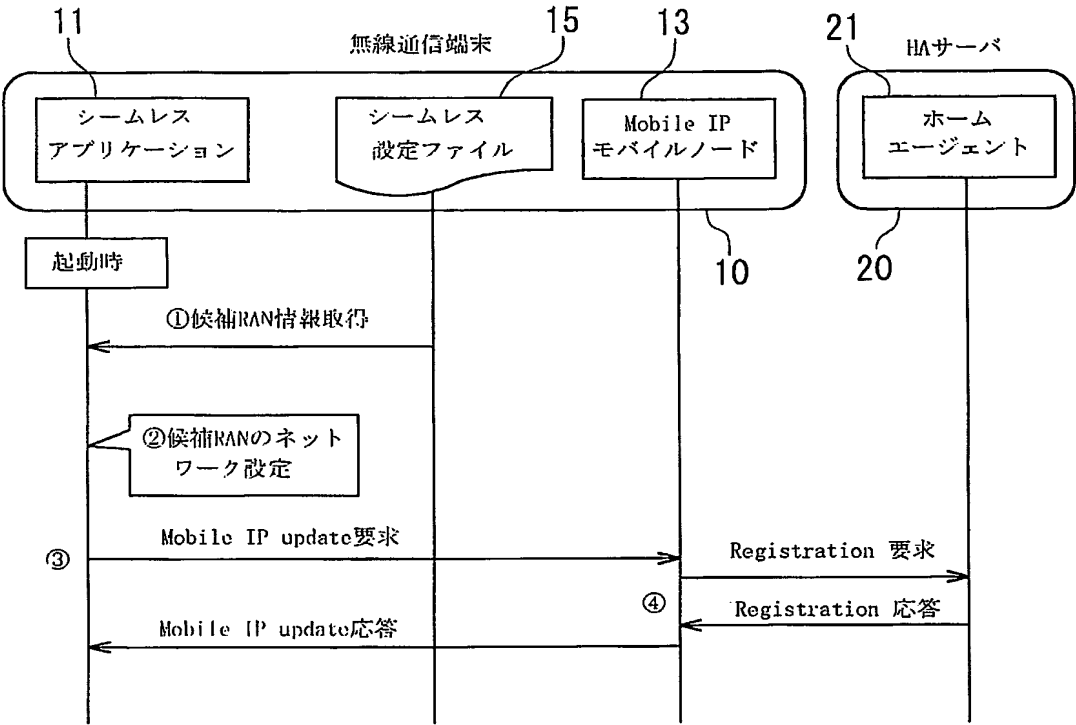 11
無線通信端末
15
13
21
HAサーバ
シームレス
アプリケーション
シームレス
設定ファイル
Mobile IP
モバイルノード
ホーム
エージェント
10
20
起動時
①候補RAN情報取得
②候補RANのネット
ワーク設定
③
Mobile IP update要求
Registration 要求
④
Registration 応答
Mobile IP update応答